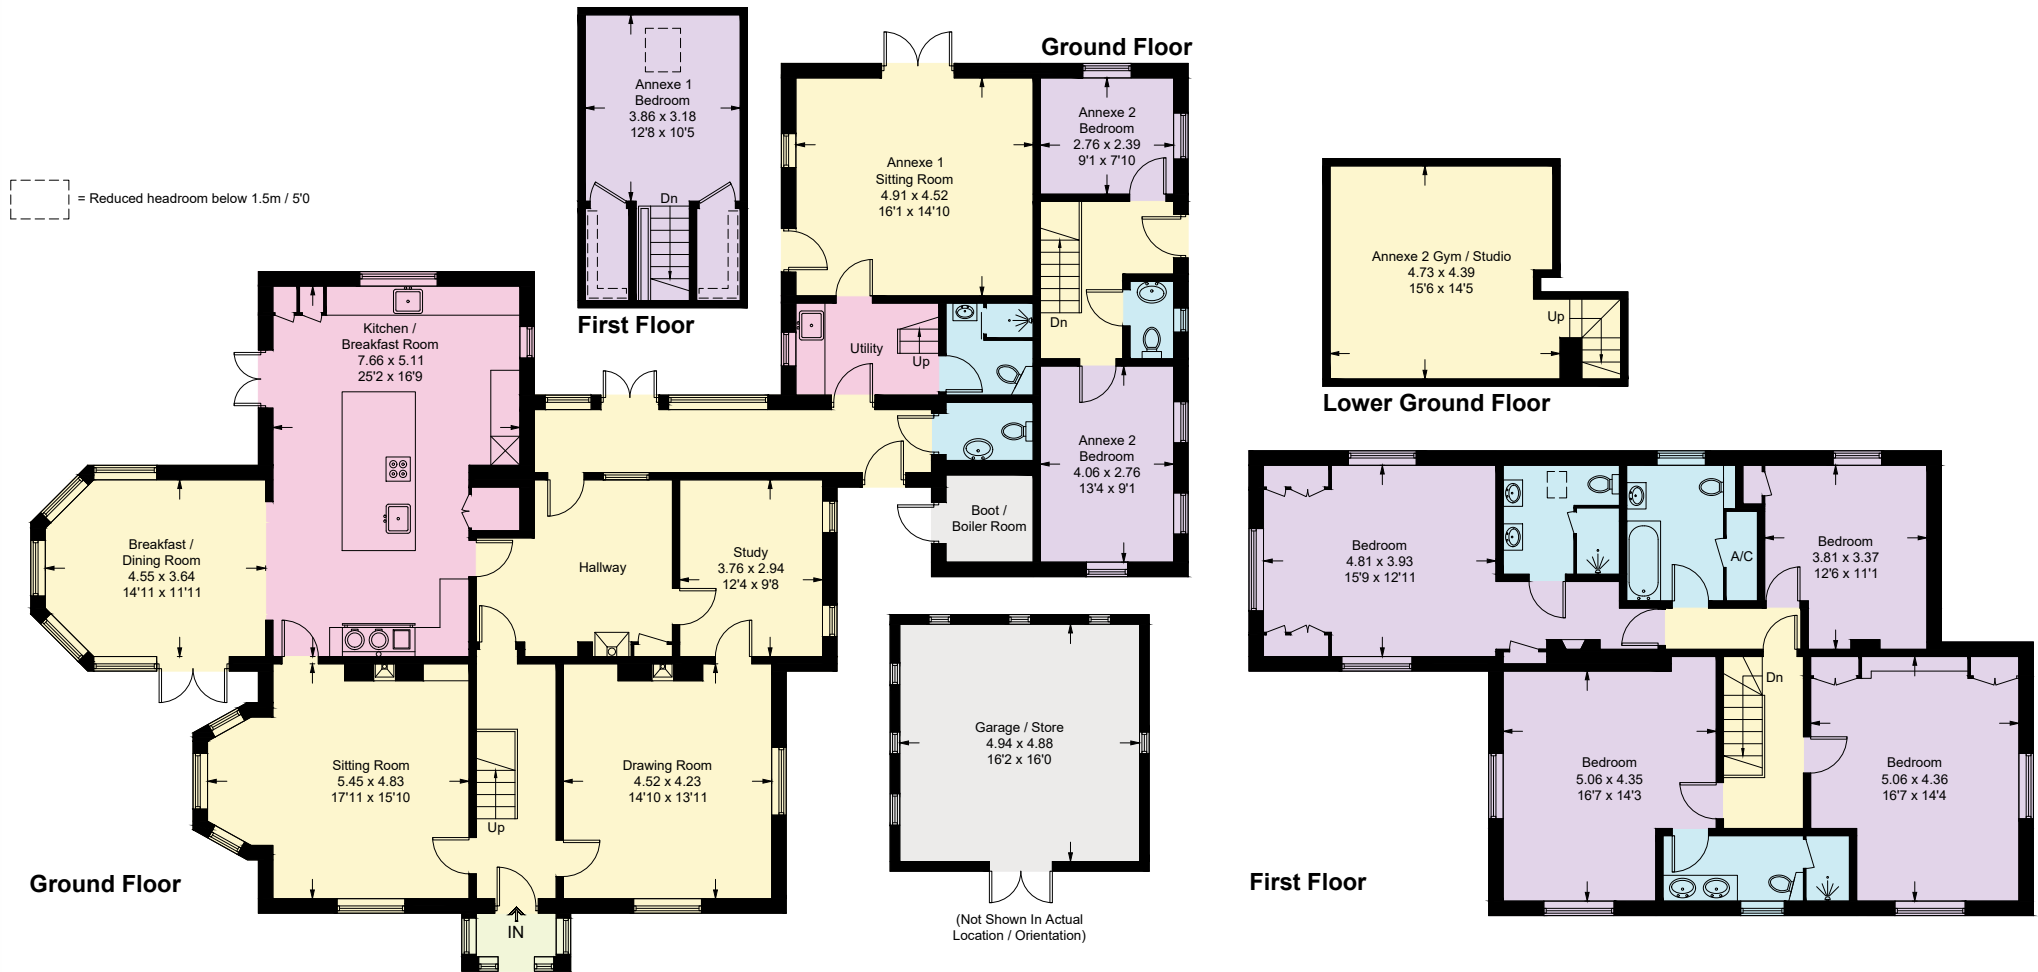 = Reduced headroom below 1.5m / 5'0
Annexe 1
Bedroom
3.86 x 3.18
12'8 x 10'5
Dn
First Floor
Ground Floor
Annexe 1
Sitting Room
4.91 x 4.52
16'1 x 14'10
Annexe 2
Bedroom
2.76 x 2.39
9'1 x 7'10
Dn
Utility
Up
Annexe 2
Bedroom
4.06 x 2.76
13'4 x 9'1
Boot /
Boiler Room
Kitchen /
Breakfast Room
7.66 x 5.11
25'2 x 16'9
Breakfast /
Dining Room
4.55 x 3.64
14'11 x 11'11
Hallway
Study
3.76 x 2.94
12'4 x 9'8
Sitting Room
5.45 x 4.83
17'11 x 15'10
Up
Drawing Room
4.52 x 4.23
14'10 x 13'11
IN
Ground Floor
Garage / Store
4.94 x 4.88
16'2 x 16'0
(Not Shown In Actual
Location / Orientation)
Annexe 2 Gym / Studio
4.73 x 4.39
15'6 x 14'5
Up
Lower Ground Floor
Bedroom
4.81 x 3.93
15'9 x 12'11
A/C
Bedroom
3.81 x 3.37
12'6 x 11'1
Dn
Bedroom
5.06 x 4.35
16'7 x 14'3
Bedroom
5.06 x 4.36
16'7 x 14'4
First Floor